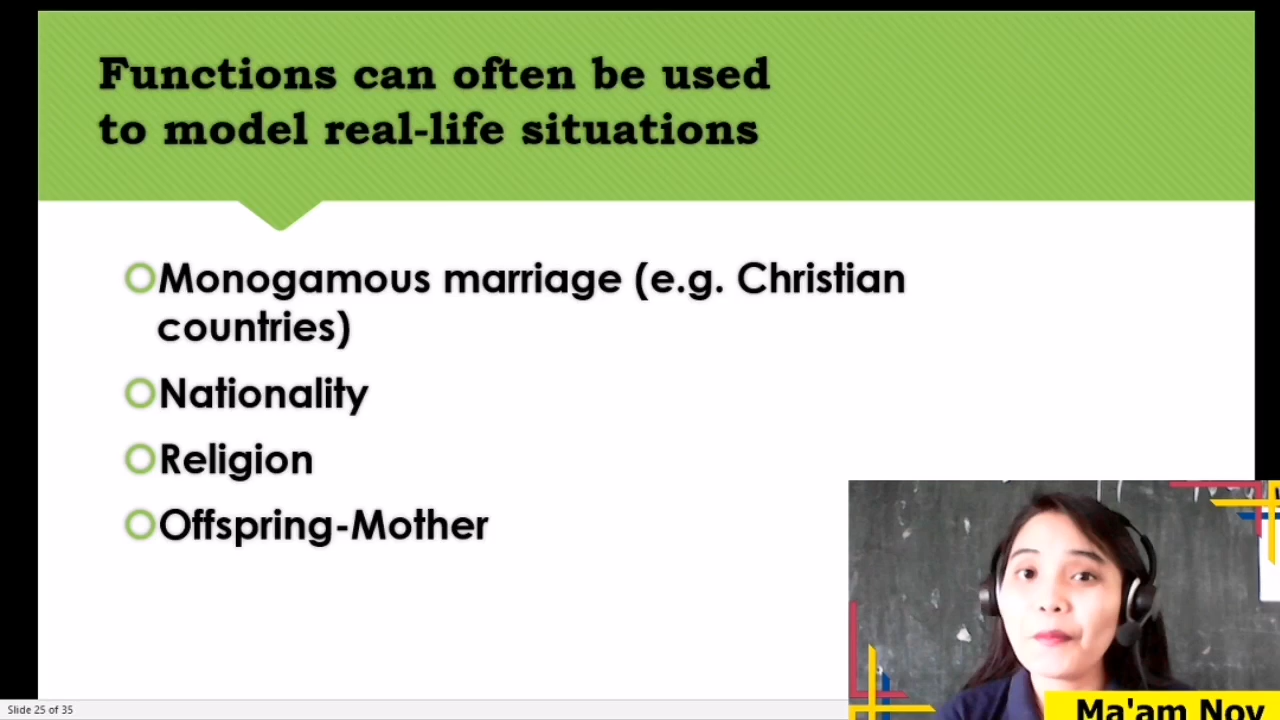 Functions can often be used
to model real-life situations
Monogamous marriage (e.g. Christian
countries)
Nationality
Religion
Offspring-Mother
Slide 25 of 35
Ma'am Noy